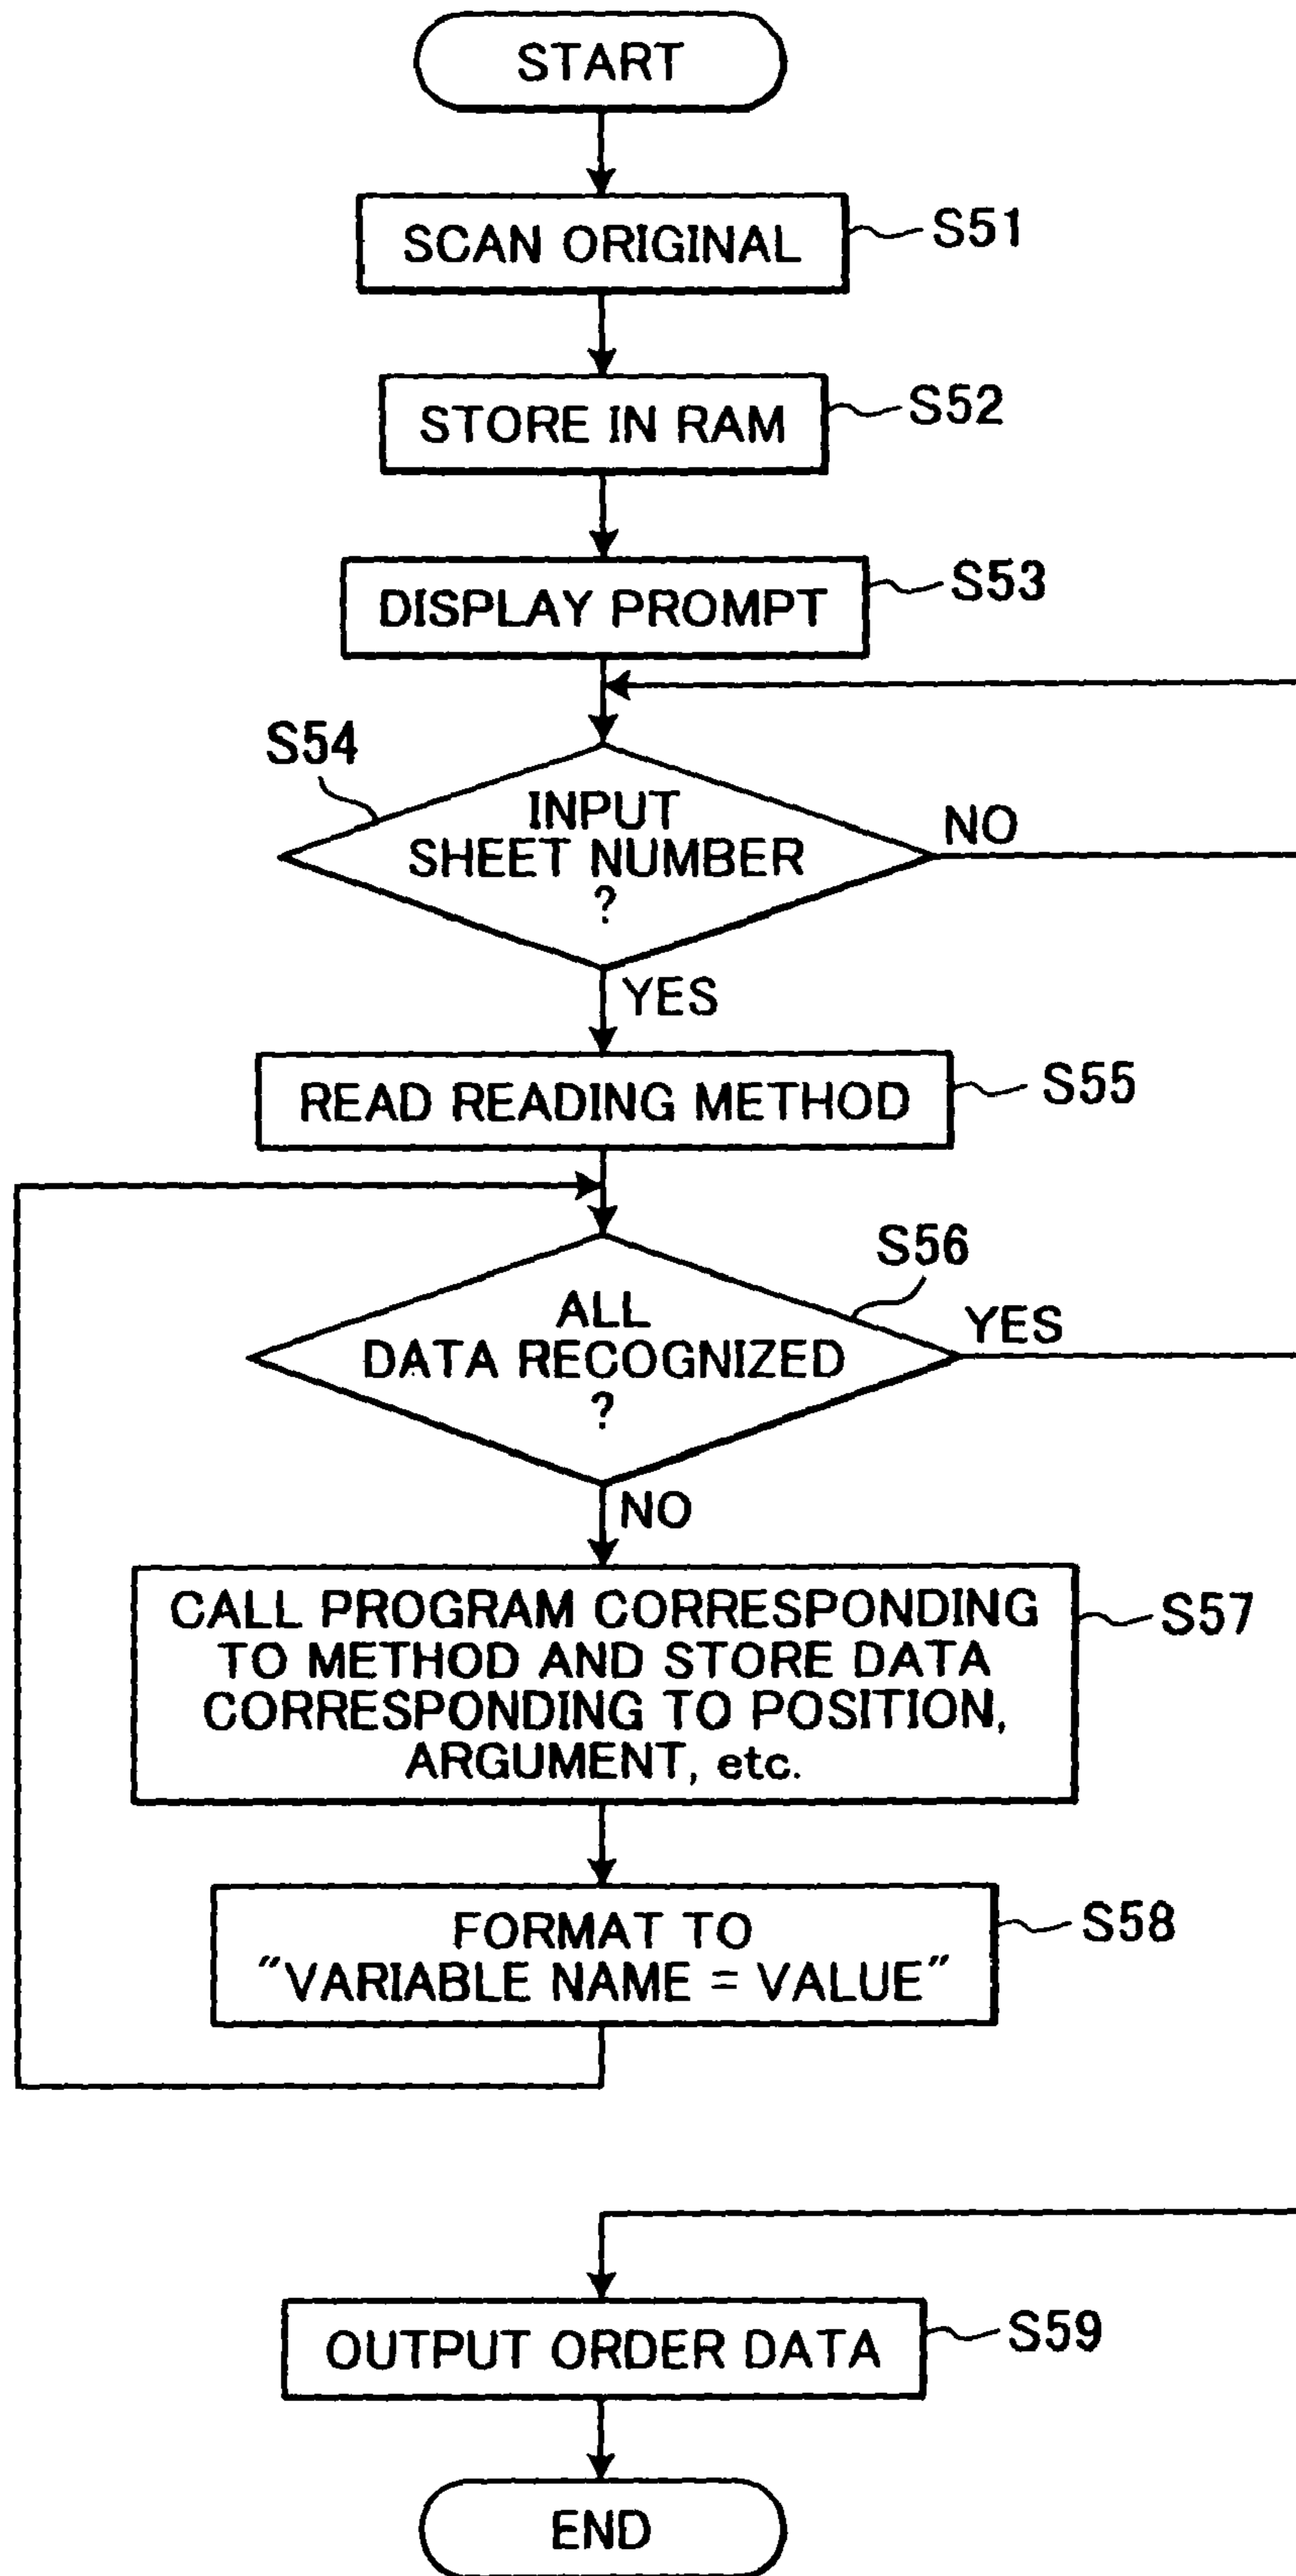 START
SCAN ORIGINAL
S51
STORE IN RAM
S52
DISPLAY PROMPT
S53
S54
INPUT
SHEET NUMBER
?
NO
YES
READ READING METHOD
S55
S56
ALL
DATA RECOGNIZED
?
YES
NO
CALL PROGRAM CORRESPONDING
TO METHOD AND STORE DATA
CORRESPONDING TO POSITION,
ARGUMENT, etc.
S57
FORMAT TO
"VARIABLE NAME = VALUE"
S58
OUTPUT ORDER DATA
S59
END